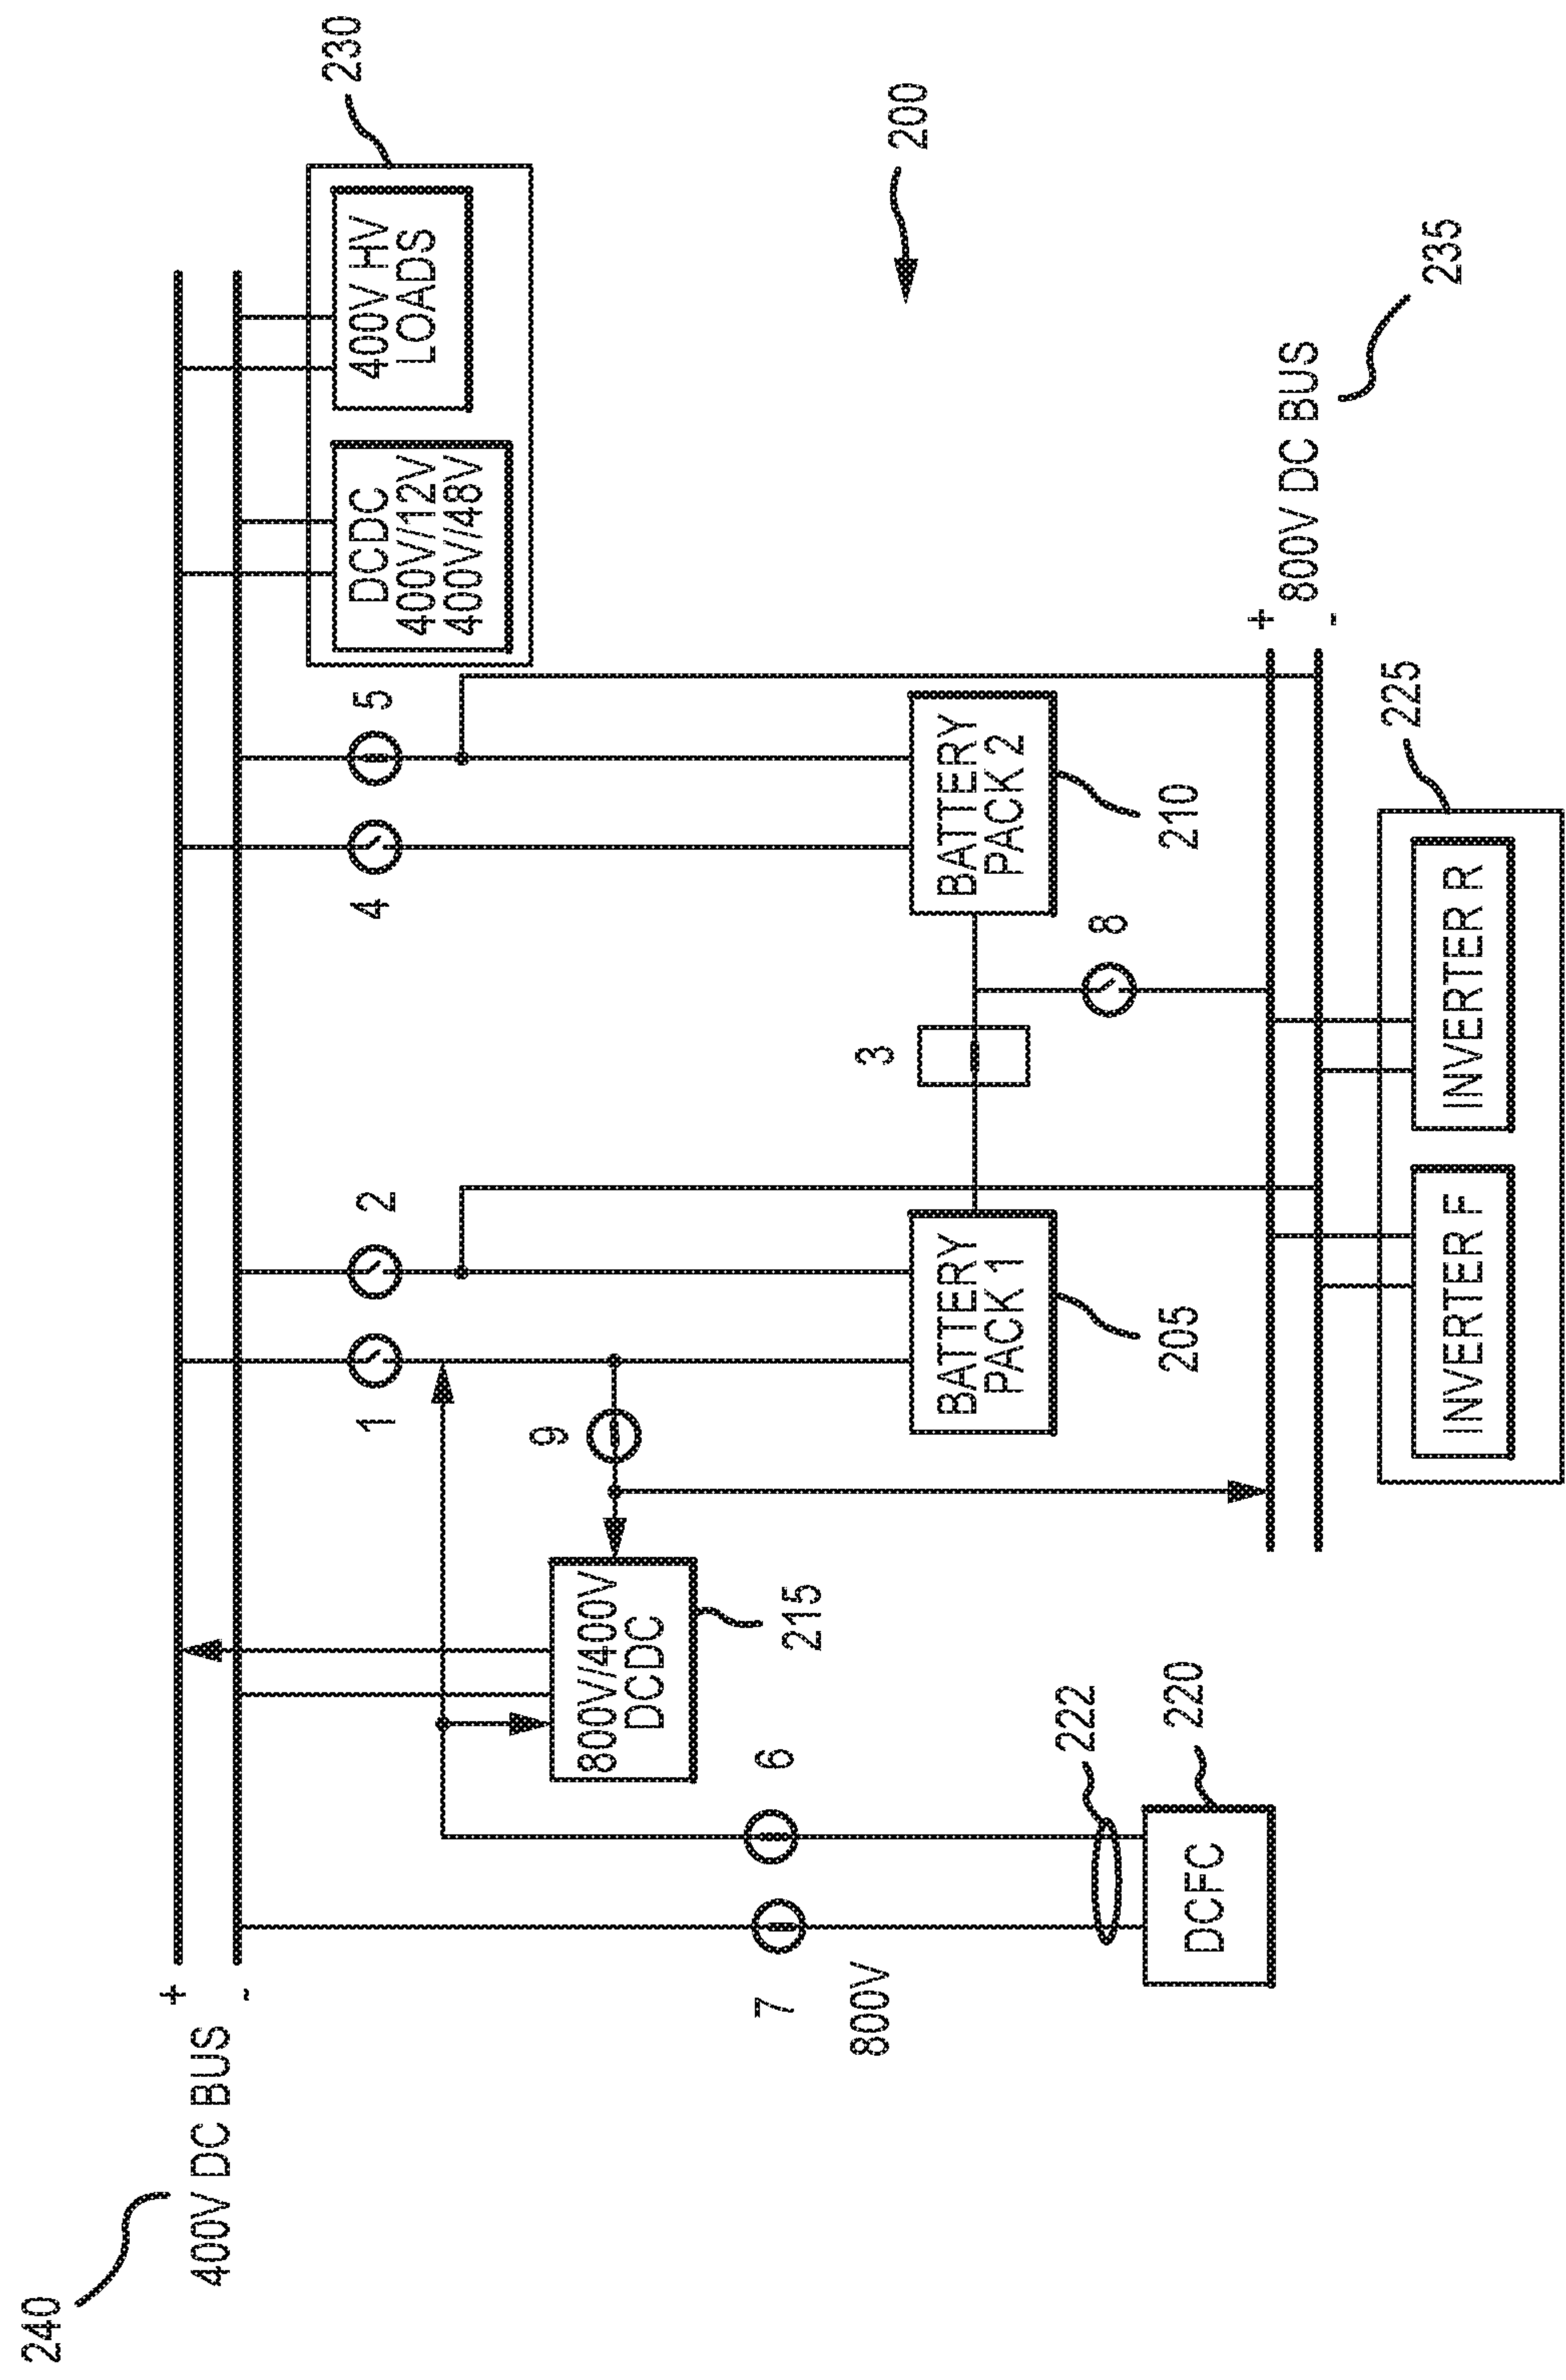 240
+
400V DC BUS
-
230
1
2
4
5
DCDC
400V/12V
400V/48V
400V HV
LOADS
9
800V/400V
DCDC
215
7
6
800V
3
200
BATTERY
PACK 1
BATTERY
PACK 2
222
8
220
205
210
DCFC
+
800V DC BUS
-
225
235
INVERTER F
INVERTER R